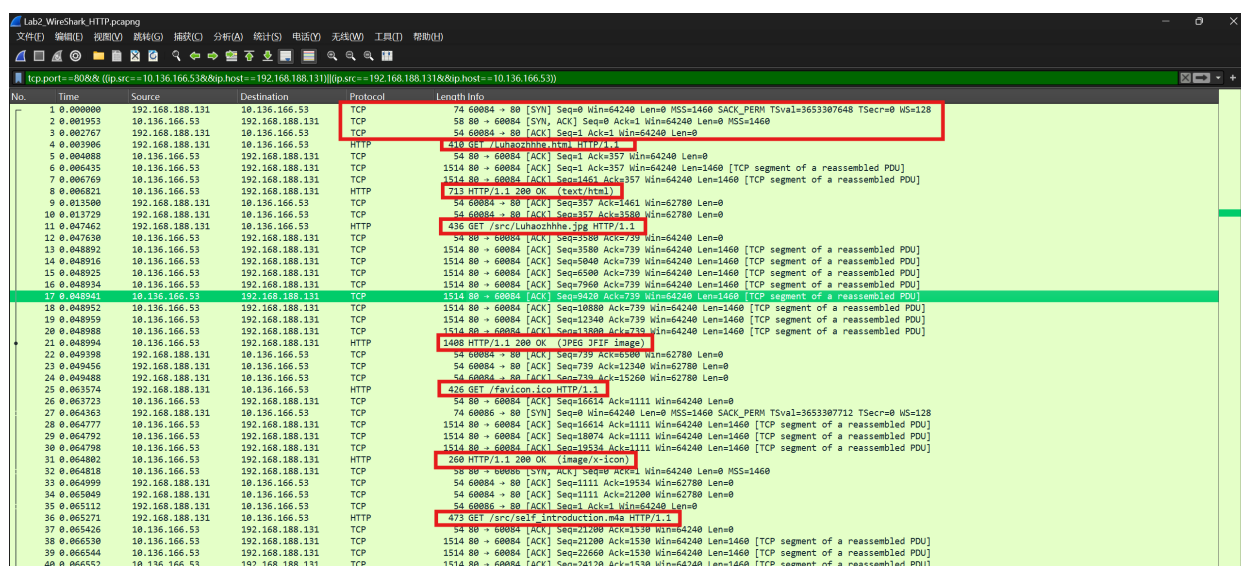 Lab2_WireShark_HTTP.pcapng
文件(F) 编辑(E) 视图(V) 跳转(G) 捕获(C) 分析(A) 统计(S) 电话(Y) 无线(W) 工具(T) 帮助(H)
tcp.port==80&& ((ip.src==10.136.166.53&&ip.host==192.168.188.131)||(ip.src==192.168.188.131&&ip.host==10.136.166.53))
No. Time Source Destination Protocol Length Info
1 0.000000 192.168.188.131 10.136.166.53 TCP 74 60084 → 80 [SYN] Seq=0 Win=64240 Len=0 MSS=1460 SACK_PERM TSval=3653307648 TSecr=0 WS=128
2 0.001953 10.136.166.53 192.168.188.131 TCP 58 80 → 60084 [SYN, ACK] Seq=0 Ack=1 Win=64240 Len=0 MSS=1460
3 0.002767 192.168.188.131 10.136.166.53 TCP 54 60084 → 80 [ACK] Seq=1 Ack=1 Win=64240 Len=0
4 0.003906 192.168.188.131 10.136.166.53 HTTP 410 GET /Luhaozhhhe.html HTTP/1.1
5 0.004088 10.136.166.53 192.168.188.131 TCP 54 80 → 60084 [ACK] Seq=1 Ack=357 Win=64240 Len=0
6 0.006435 10.136.166.53 192.168.188.131 TCP 1514 80 → 60084 [ACK] Seq=1 Ack=357 Win=64240 Len=1460 [TCP segment of a reassembled PDU]
7 0.006769 10.136.166.53 192.168.188.131 TCP 1514 80 → 60084 [ACK] Seq=1461 Ack=357 Win=64240 Len=1460 [TCP segment of a reassembled PDU]
8 0.006821 10.136.166.53 192.168.188.131 HTTP 713 HTTP/1.1 200 OK (text/html)
9 0.013500 192.168.188.131 10.136.166.53 TCP 54 60084 → 80 [ACK] Seq=357 Ack=1461 Win=62780 Len=0
10 0.013729 192.168.188.131 10.136.166.53 TCP 54 60084 → 80 [ACK] Seq=357 Ack=3580 Win=62780 Len=0
11 0.047462 192.168.188.131 10.136.166.53 HTTP 436 GET /src/Luhaozhhhe.jpg HTTP/1.1
12 0.047630 10.136.166.53 192.168.188.131 TCP 54 80 → 60084 [ACK] Seq=3580 Ack=739 Win=64240 Len=0
13 0.048892 10.136.166.53 192.168.188.131 TCP 1514 80 → 60084 [ACK] Seq=3580 Ack=739 Win=64240 Len=1460 [TCP segment of a reassembled PDU]
14 0.048916 10.136.166.53 192.168.188.131 TCP 1514 80 → 60084 [ACK] Seq=5040 Ack=739 Win=64240 Len=1460 [TCP segment of a reassembled PDU]
15 0.048925 10.136.166.53 192.168.188.131 TCP 1514 80 → 60084 [ACK] Seq=6500 Ack=739 Win=64240 Len=1460 [TCP segment of a reassembled PDU]
16 0.048934 10.136.166.53 192.168.188.131 TCP 1514 80 → 60084 [ACK] Seq=7960 Ack=739 Win=64240 Len=1460 [TCP segment of a reassembled PDU]
17 0.048941 10.136.166.53 192.168.188.131 TCP 1514 80 → 60084 [ACK] Seq=9420 Ack=739 Win=64240 Len=1460 [TCP segment of a reassembled PDU]
18 0.048952 10.136.166.53 192.168.188.131 TCP 1514 80 → 60084 [ACK] Seq=10880 Ack=739 Win=64240 Len=1460 [TCP segment of a reassembled PDU]
19 0.048959 10.136.166.53 192.168.188.131 TCP 1514 80 → 60084 [ACK] Seq=12340 Ack=739 Win=64240 Len=1460 [TCP segment of a reassembled PDU]
20 0.048988 10.136.166.53 192.168.188.131 TCP 1514 80 → 60084 [ACK] Seq=13800 Ack=739 Win=64240 Len=1460 [TCP segment of a reassembled PDU]
21 0.048994 10.136.166.53 192.168.188.131 HTTP 1408 HTTP/1.1 200 OK (JPEG JFIF image)
22 0.049398 192.168.188.131 10.136.166.53 TCP 54 60084 → 80 [ACK] Seq=739 Ack=6500 Win=62780 Len=0
23 0.049456 192.168.188.131 10.136.166.53 TCP 54 60084 → 80 [ACK] Seq=739 Ack=12340 Win=62780 Len=0
24 0.049488 192.168.188.131 10.136.166.53 TCP 54 60084 → 80 [ACK] Seq=739 Ack=15260 Win=62780 Len=0
25 0.063574 192.168.188.131 10.136.166.53 HTTP 426 GET /favicon.ico HTTP/1.1
26 0.063723 10.136.166.53 192.168.188.131 TCP 54 80 → 60084 [ACK] Seq=16614 Ack=1111 Win=64240 Len=0
27 0.064363 192.168.188.131 10.136.166.53 TCP 74 60086 → 80 [SYN] Seq=0 Win=64240 Len=0 MSS=1460 SACK_PERM TSval=3653307712 TSecr=0 WS=128
28 0.064777 10.136.166.53 192.168.188.131 TCP 1514 80 → 60084 [ACK] Seq=16614 Ack=1111 Win=64240 Len=1460 [TCP segment of a reassembled PDU]
29 0.064792 10.136.166.53 192.168.188.131 TCP 1514 80 → 60084 [ACK] Seq=18074 Ack=1111 Win=64240 Len=1460 [TCP segment of a reassembled PDU]
30 0.064798 10.136.166.53 192.168.188.131 TCP 1514 80 → 60084 [ACK] Seq=19534 Ack=1111 Win=64240 Len=1460 [TCP segment of a reassembled PDU]
31 0.064802 10.136.166.53 192.168.188.131 HTTP 260 HTTP/1.1 200 OK (image/x-icon)
32 0.064818 10.136.166.53 192.168.188.131 TCP 58 80 → 60086 [SYN, ACK] Seq=0 Ack=1 Win=64240 Len=0 MSS=1460
33 0.064999 192.168.188.131 10.136.166.53 TCP 54 60084 → 80 [ACK] Seq=1111 Ack=19534 Win=62780 Len=0
34 0.065049 192.168.188.131 10.136.166.53 TCP 54 60084 → 80 [ACK] Seq=1111 Ack=21200 Win=62780 Len=0
35 0.065112 192.168.188.131 10.136.166.53 TCP 54 60086 → 80 [ACK] Seq=1 Ack=1 Win=64240 Len=0
36 0.065271 192.168.188.131 10.136.166.53 HTTP 473 GET /src/self_introduction.m4a HTTP/1.1
37 0.065426 10.136.166.53 192.168.188.131 TCP 54 80 → 60084 [ACK] Seq=21200 Ack=1530 Win=64240 Len=0
38 0.066530 10.136.166.53 192.168.188.131 TCP 1514 80 → 60084 [ACK] Seq=21200 Ack=1530 Win=64240 Len=1460 [TCP segment of a reassembled PDU]
39 0.066544 10.136.166.53 192.168.188.131 TCP 1514 80 → 60084 [ACK] Seq=22660 Ack=1530 Win=64240 Len=1460 [TCP segment of a reassembled PDU]
40 0.066552 10.136.166.53 192.168.188.131 TCP 1514 80 → 60084 [ACK] Seq=24120 Ack=1530 Win=64240 Len=1460 [TCP segment of a reassembled PDU]